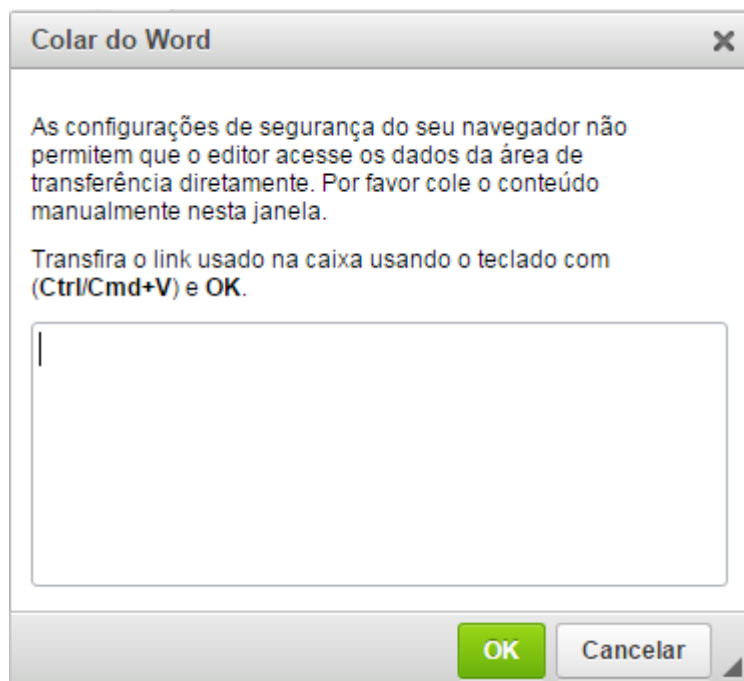 Colar do Word
As configurações de segurança do seu navegador não
permitem que o editor acesse os dados da área de
transferência diretamente. Por favor cole o conteúdo
manualmente nesta janela.
Transfira o link usado na caixa usando o teclado com
(Ctrl/Cmd+V) e OK.
OK
Cancelar